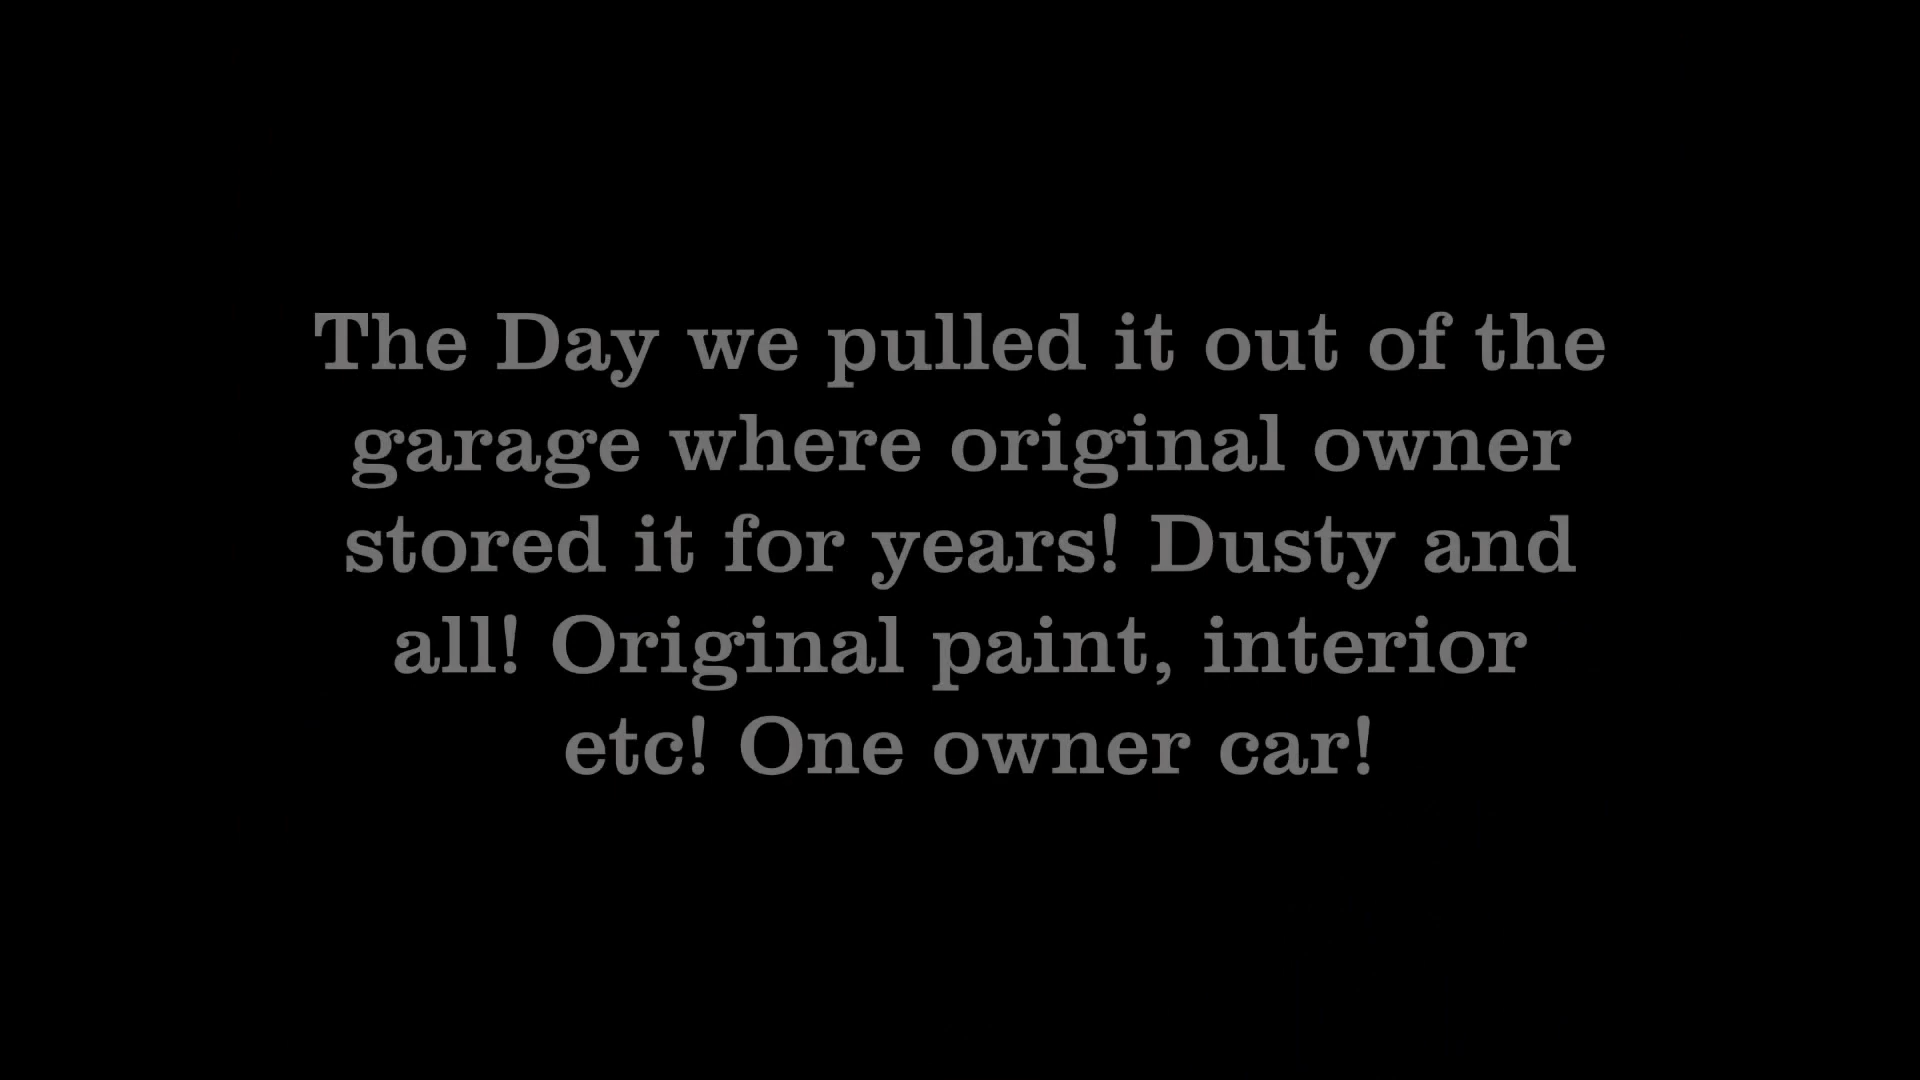 The Day we pulled it out of the
garage where original owner
stored it for years! Dusty and
all! Original paint, interior
etc! One owner car!